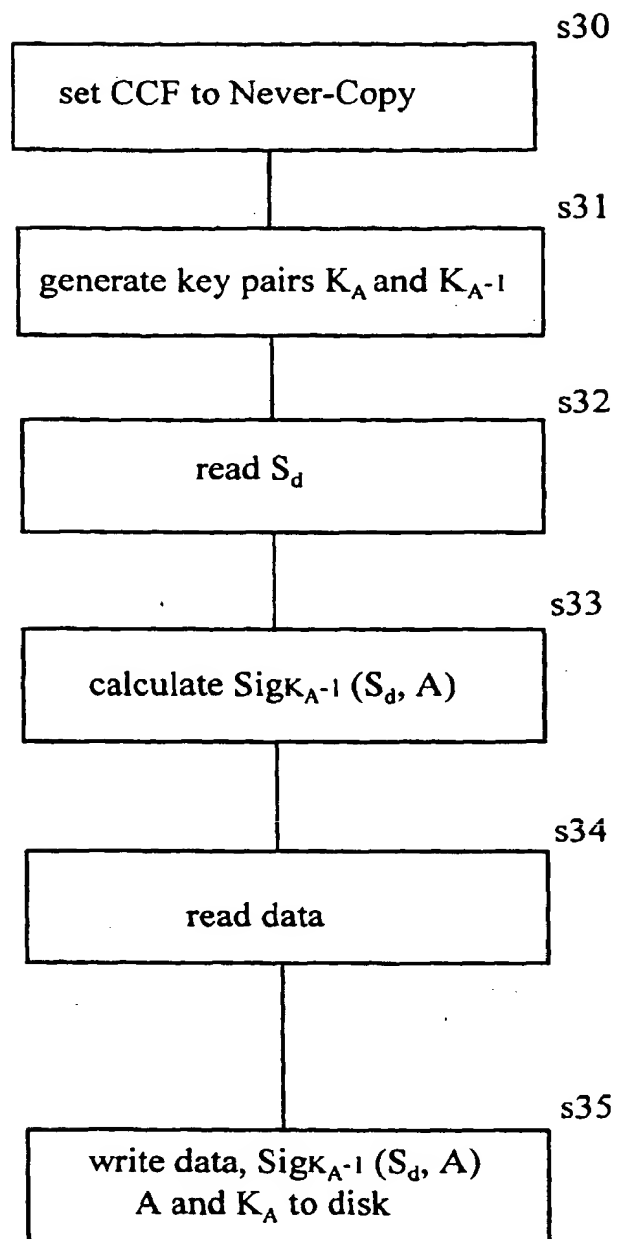 s30
set CCF to Never-Copy
s31
generate key pairs K_A and K_A-1
s32
read S_d
s33
calculate SigK_A-1 (S_d, A)
s34
read data
s35
write data, SigK_A-1 (S_d, A)
A and K_A to disk